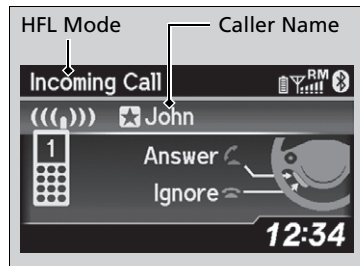 HFL Mode
Caller Name
Incoming Call
RM
John
1
Answer
Ignore
12:34